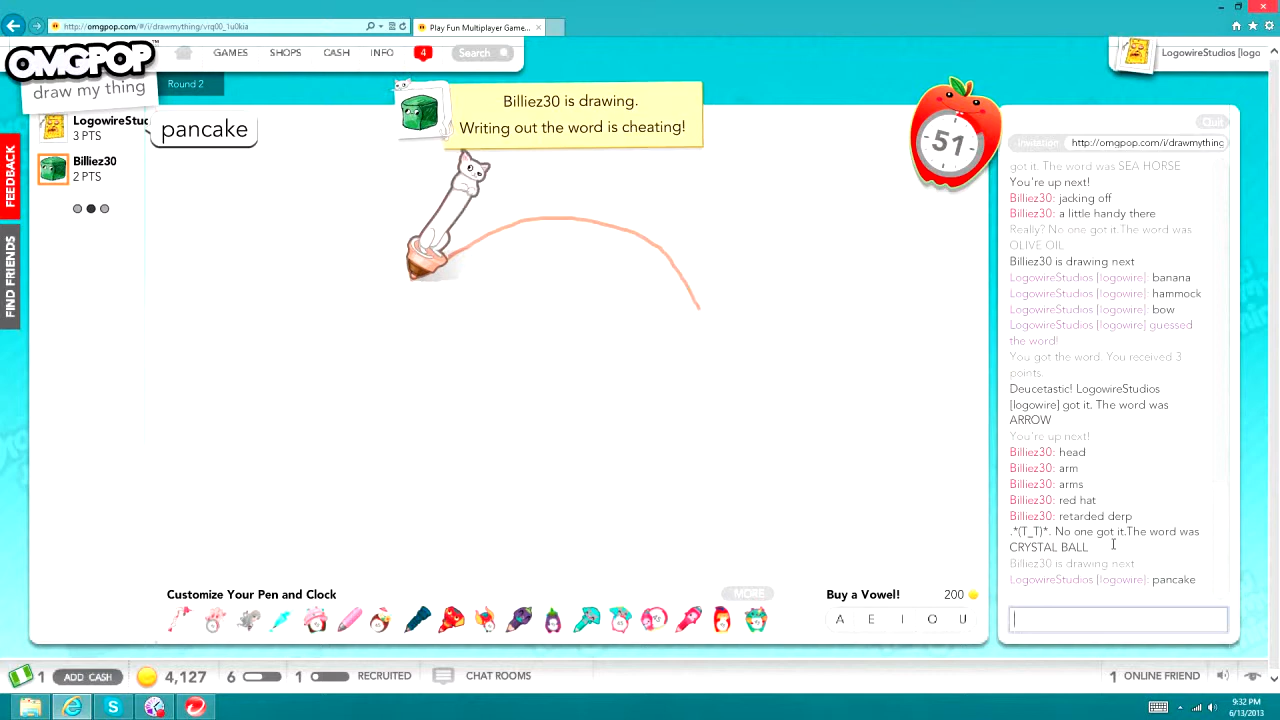 http://omgpop.com/#/i/drawmything/vrq00_1u0kia
Play Fun Multiplayer Game...
OMGPOP
draw my thing
GAMES
SHOPS
CASH
INFO
4
Search
LogowireStudios [logo
Round 2
LogowireStuc
3 PTS
pancake
Billiez30
2 PTS
Billiez30 is drawing.
Writing out the word is cheating!
51
Quit
Invitation
http://omgpop.com/i/drawmything
FEEDBACK
FIND FRIENDS
got it. The word was SEA HORSE
You're up next!
Billiez30: jacking off
Billiez30: a little handy there
Really? No one got it.The word was
OLIVE OIL
Billiez30 is drawing next
LogowireStudios [logowire]: banana
LogowireStudios [logowire]: hammock
LogowireStudios [logowire]: bow
LogowireStudios [logowire] guessed
the word!
You got the word. You received 3
points
Deucetastic! LogowireStudios
[logowire] got it. The word was
ARROW
You're up next!
Billiez30: head
Billiez30: arm
Billiez30: arms
Billiez30: red hat
Billiez30: retarded derp
.*(T_T)*. No one got it.The word was
CRYSTAL BALL
Billiez30 is drawing next
LogowireStudios [logowire]: pancake
Customize Your Pen and Clock
MORE
Buy a Vowel!
200
A E I O U
1
ADD CASH
4,127
6
1
RECRUITED
CHAT ROOMS
1 ONLINE FRIEND
9:32 PM
6/13/2013